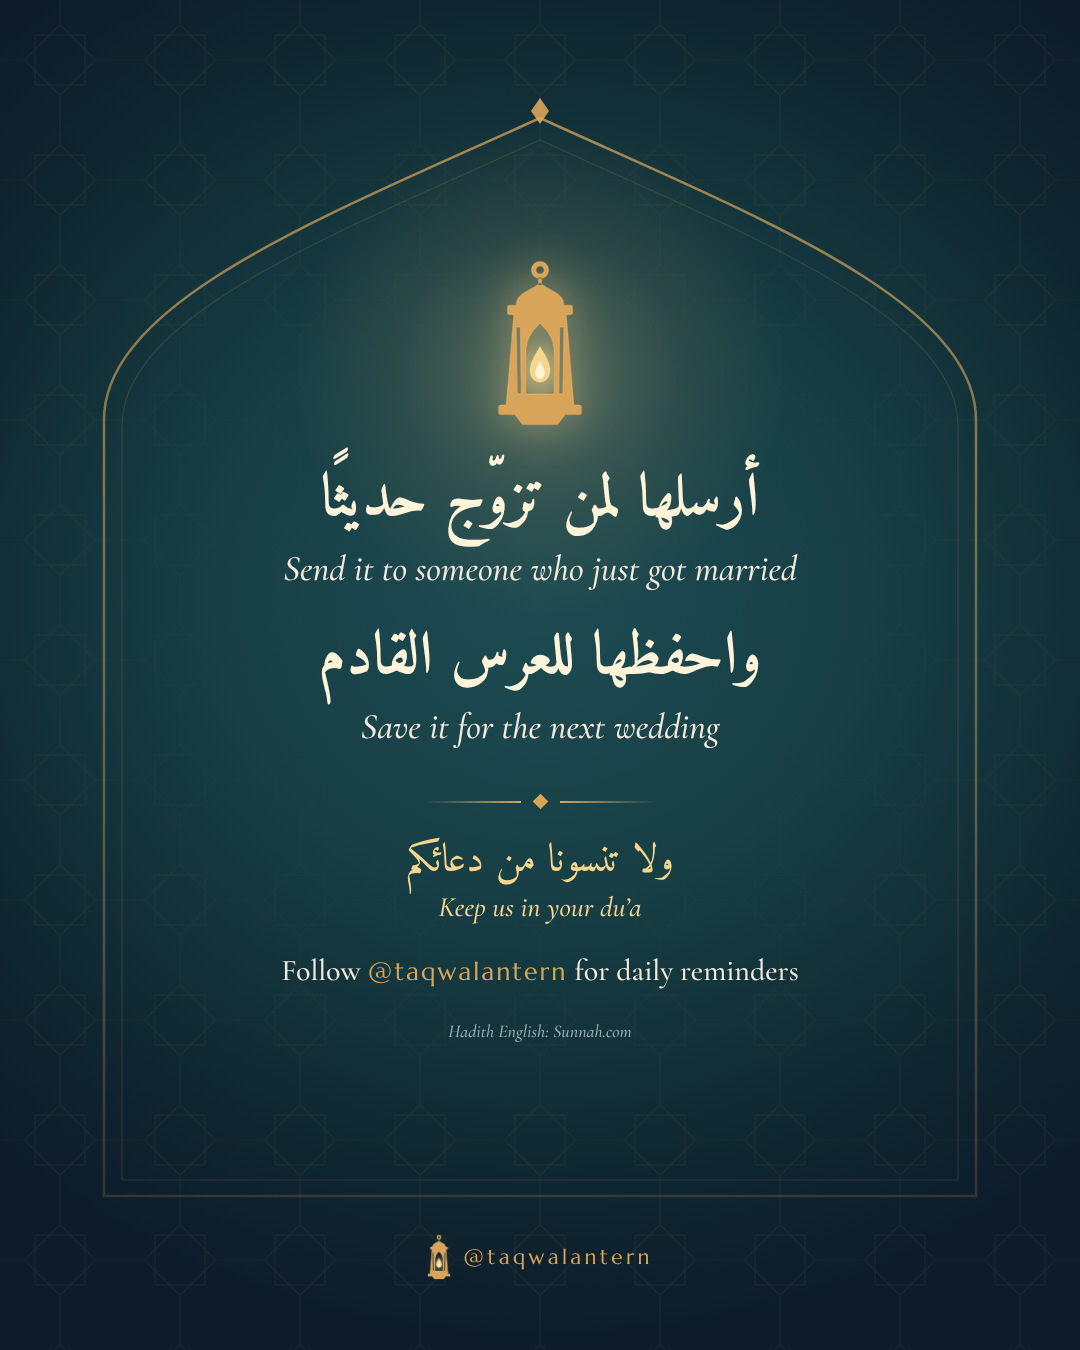 أرسلها لمن تزوّج حديثًا
Send it to someone who just got married
واحفظها للعرس القادم
Save it for the next wedding
ولا تنسونا من دعائكم
Keep us in your du’a
Follow @taqwalantern for daily reminders
Hadith English: Sunnah.com
@taqwalantern